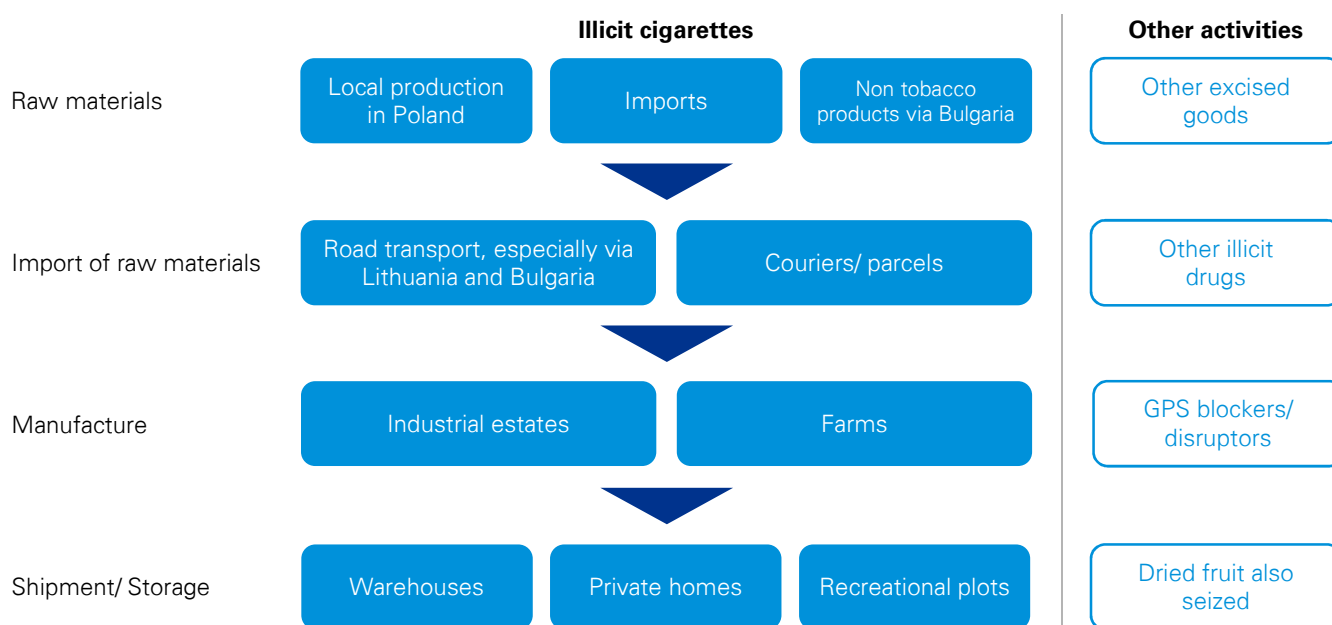 Illicit cigarettes
Other activities
Raw materials
Local production
in Poland
Imports
Non tobacco
products via Bulgaria
Other excised
goods
Import of raw materials
Road transport, especially via
Lithuania and Bulgaria
Couriers/ parcels
Other illicit
drugs
Manufacture
Industrial estates
Farms
GPS blockers/
disruptors
Shipment/ Storage
Warehouses
Private homes
Recreational plots
Dried fruit also
seized